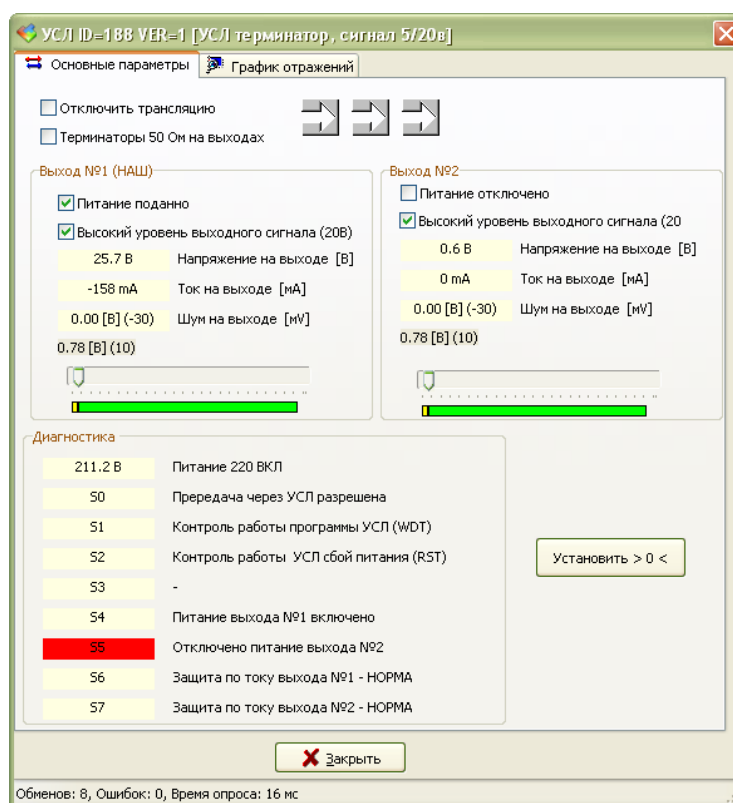 УСЛ ID=188 VER=1 [УСЛ терминатор, сигнал 5/20в]
Основные параметры
График отражений
Отключить трансляцию
Терминаторы 50 Ом на выходах
Выход №1 (НАШ)
Питание поданно
Высокий уровень выходного сигнала (20В)
25.7 В Напряжение на выходе [В]
-158 mA Ток на выходе [мА]
0.00 [В] (-30) Шум на выходе [мV]
0.78 [В] (10)
Выход №2
Питание отключено
Высокий уровень выходного сигнала (20
0.6 В Напряжение на выходе [В]
0 mA Ток на выходе [мА]
0.00 [В] (-30) Шум на выходе [мV]
0.78 [В] (10)
Диагностика
211.2 В Питание 220 ВКЛ
S0 Прередача через УСЛ разрешена
S1 Контроль работы программы УСЛ (WDT)
S2 Контроль работы УСЛ сбой питания (RST)
S3 -
S4 Питание выхода №1 включено
S5 Отключено питание выхода №2
S6 Защита по току выхода №1 - НОРМА
S7 Защита по току выхода №2 - НОРМА
Установить > 0 <
Закрыть
Обменов: 8, Ошибок: 0, Время опроса: 16 мс